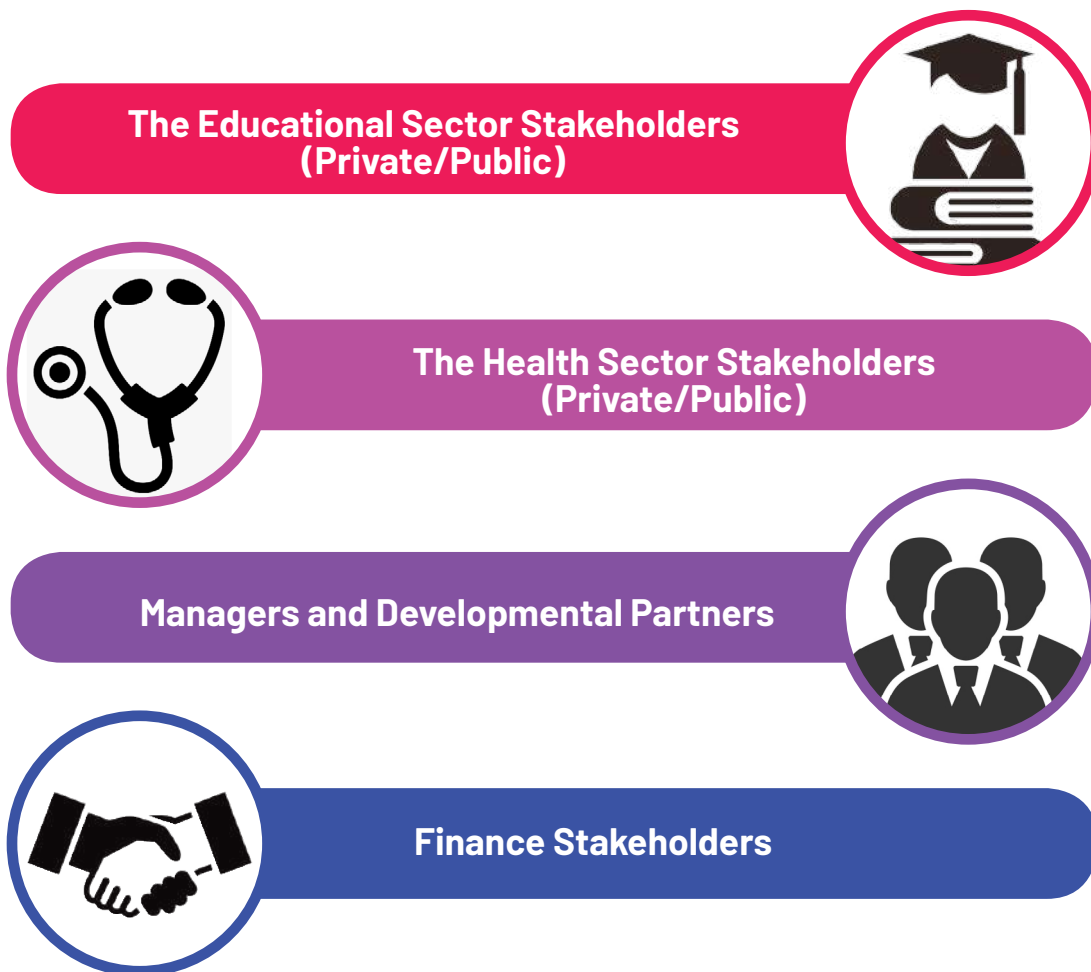 The Educational Sector Stakeholders
(Private/Public)
The Health Sector Stakeholders
(Private/Public)
Managers and Developmental Partners
Finance Stakeholders